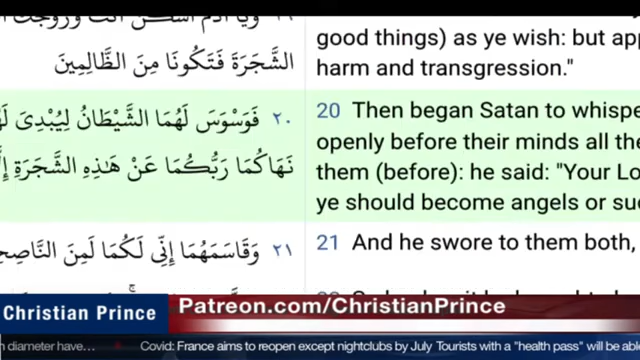 good things) as ye wish: but app
الشَّجَرَةَ فَتَكُونَا مِنَ الظَّالِمِينَ
harm and transgression."
٢٠ فَوَسْوَسَ لَهُمَا الشَّيْطَانُ لِيُبْدِىَ
20 Then began Satan to whispe
openly before their minds all the
نَهَاكُمَا رَبُّكُمَا عَنْ هَٰذِهِ الشَّجَرَةِ
them (before): he said: "Your Lo
ye should become angels or suc
٢١ وَقَاسَمَهُمَا إِنِّي لَكُمَا لَمِنَ
21 And he swore to them both,
Christian Prince
Patreon.com/ChristianPrince
n diameter have...
Covid: France aims to reopen except nightclubs by July Tourists with a "health pass" will be able